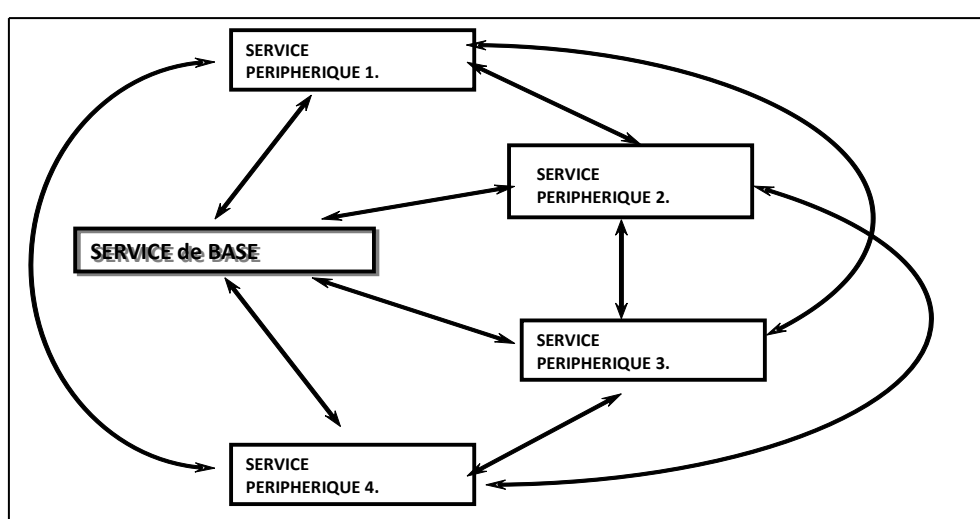 SERVICE
PERIPHERIQUE 1.
SERVICE
PERIPHERIQUE 2.
SERVICE de BASE
SERVICE
PERIPHERIQUE 3.
SERVICE
PERIPHERIQUE 4.